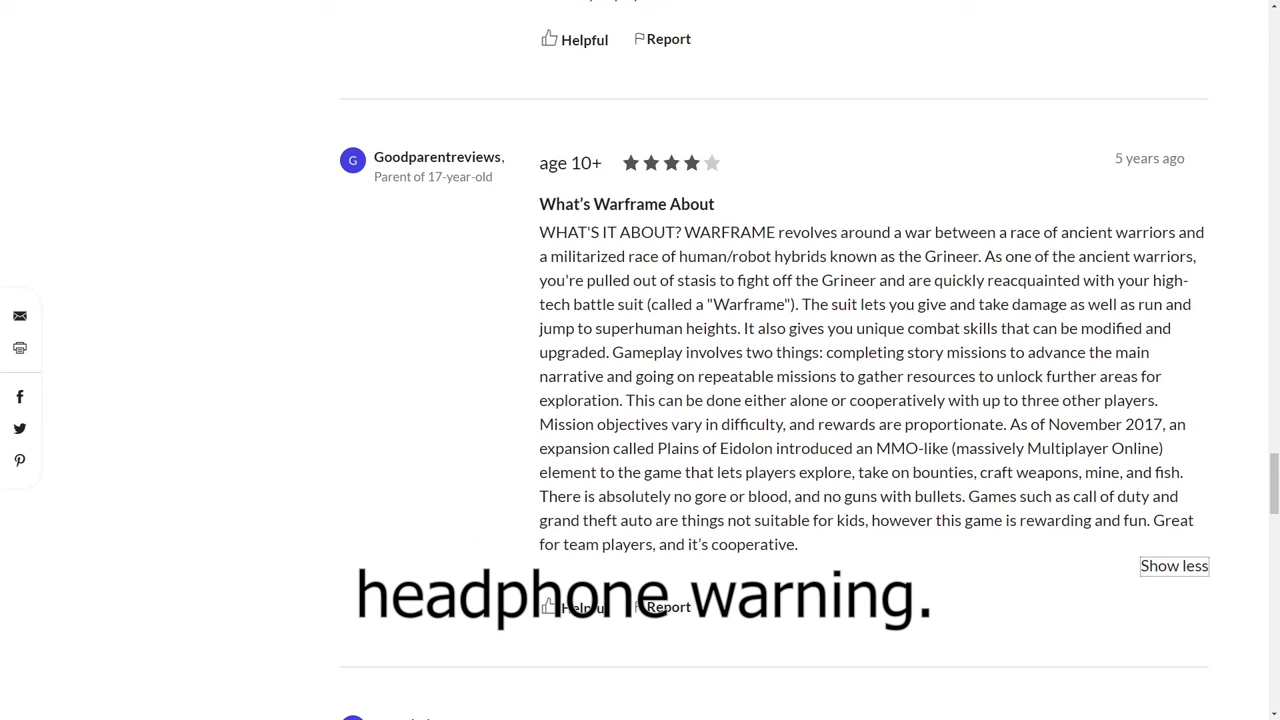 Helpful Report
Goodparentreviews,
Parent of 17-year-old
G
age 10+
5 years ago
What’s Warframe About
WHAT'S IT ABOUT? WARFRAME revolves around a war between a race of ancient warriors and
a militarized race of human/robot hybrids known as the Grineer. As one of the ancient warriors,
you're pulled out of stasis to fight off the Grineer and are quickly reacquainted with your high-
tech battle suit (called a "Warframe"). The suit lets you give and take damage as well as run and
jump to superhuman heights. It also gives you unique combat skills that can be modified and
upgraded. Gameplay involves two things: completing story missions to advance the main
narrative and going on repeatable missions to gather resources to unlock further areas for
exploration. This can be done either alone or cooperatively with up to three other players.
Mission objectives vary in difficulty, and rewards are proportionate. As of November 2017, an
expansion called Plains of Eidolon introduced an MMO-like (massively Multiplayer Online)
element to the game that lets players explore, take on bounties, craft weapons, mine, and fish.
There is absolutely no gore or blood, and no guns with bullets. Games such as call of duty and
grand theft auto are things not suitable for kids, however this game is rewarding and fun. Great
for team players, and it’s cooperative.
Show less
headphone warning.
Helpful Report